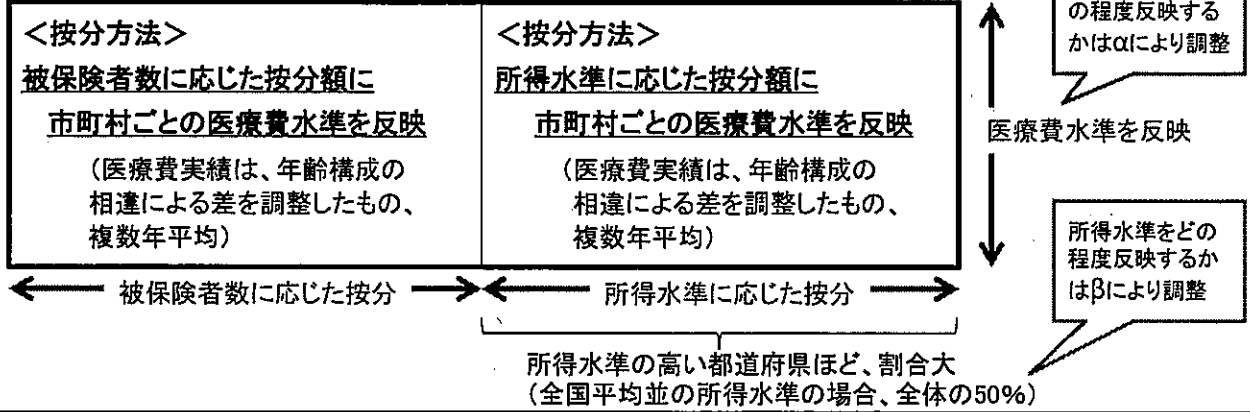 ＜按分方法＞
被保険者数に応じた按分額に
市町村ごとの医療費水準を反映
（医療費実績は、年齢構成の
相違による差を調整したもの、
複数年平均）
＜按分方法＞
所得水準に応じた按分額に
市町村ごとの医療費水準を反映
（医療費実績は、年齢構成の
相違による差を調整したもの、
複数年平均）
の程度反映する
かはαにより調整
医療費水準を反映
所得水準をどの
程度反映するか
はβにより調整
被保険者数に応じた按分
所得水準に応じた按分
所得水準の高い都道府県ほど、割合大
（全国平均並の所得水準の場合、全体の50%）